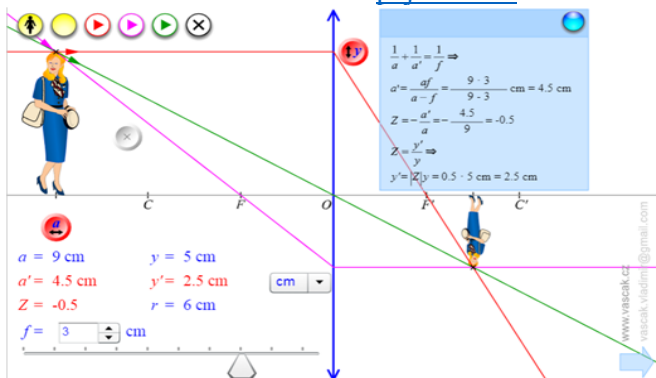 y
1/a + 1/a′ = 1/f ⇒
a′= af/(a − f) = (9 · 3)/(9 - 3) cm = 4.5 cm
Z = − a′/a = − 4.5/9 = -0.5
Z = y′/y ⇒
y′= |Z|y = 0.5 · 5 cm = 2.5 cm
C
F
O
F′
C′
a
a = 9 cm
y = 5 cm
a′ = 4.5 cm
y′ = 2.5 cm
cm
Z = -0.5
r = 6 cm
f = 3 cm
www.vascak.cz
vascak.vladimir@gmail.com